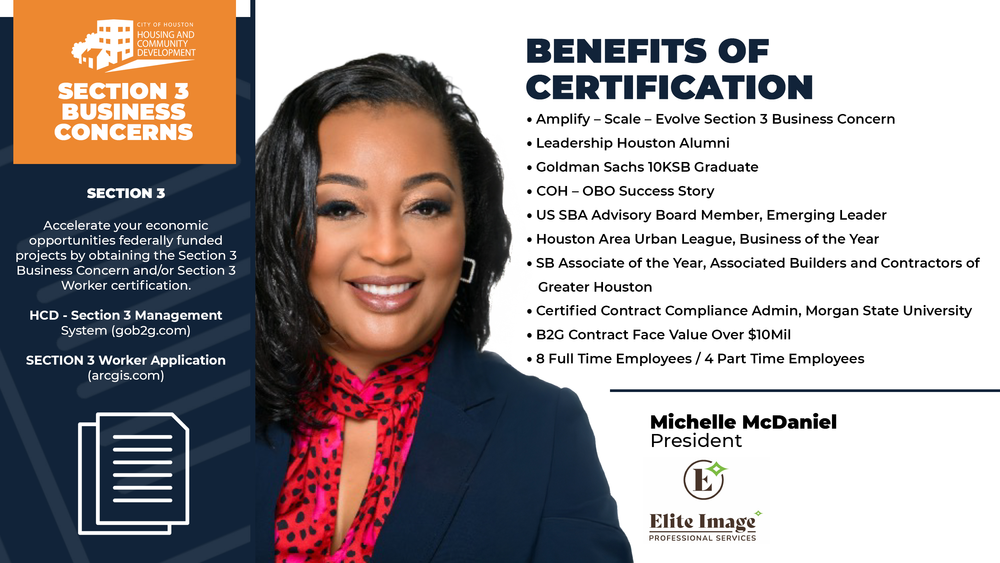 CITY OF HOUSTON
HOUSING AND
COMMUNITY
DEVELOPMENT
SECTION 3
BUSINESS
CONCERNS
SECTION 3
Accelerate your economic
opportunities federally funded
projects by obtaining the Section 3
Business Concern and/or Section 3
Worker certification.
HCD - Section 3 Management
System (gob2g.com)
SECTION 3 Worker Application
(arcgis.com)
BENEFITS OF
CERTIFICATION
• Amplify – Scale – Evolve Section 3 Business Concern
• Leadership Houston Alumni
• Goldman Sachs 10KSB Graduate
• COH – OBO Success Story
• US SBA Advisory Board Member, Emerging Leader
• Houston Area Urban League, Business of the Year
• SB Associate of the Year, Associated Builders and Contractors of
Greater Houston
• Certified Contract Compliance Admin, Morgan State University
• B2G Contract Face Value Over $10Mil
• 8 Full Time Employees / 4 Part Time Employees
Michelle McDaniel
President
E
Elite Image
PROFESSIONAL SERVICES